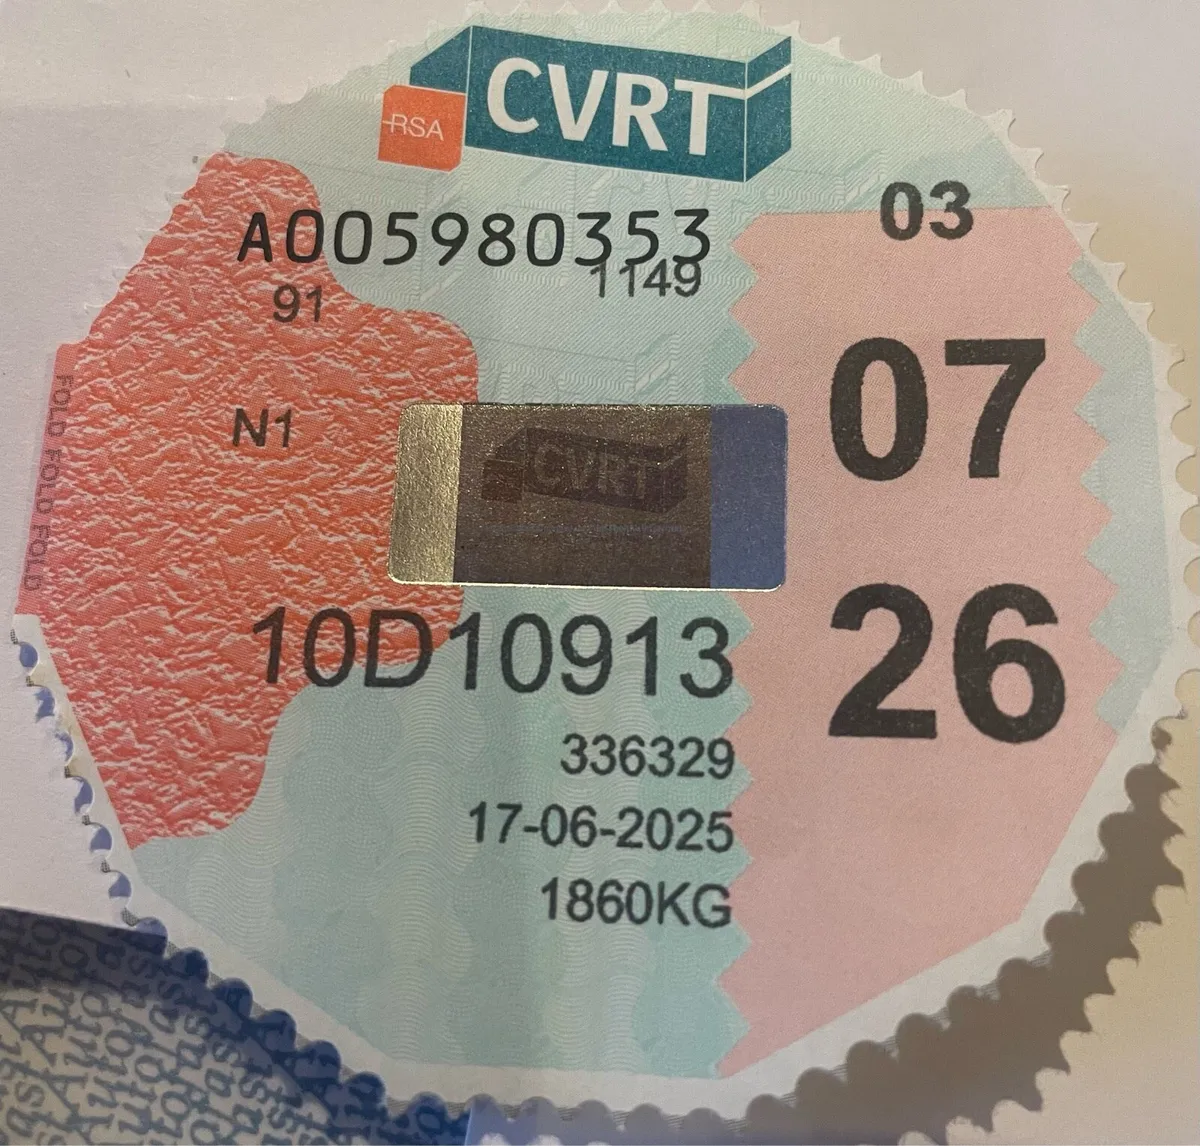 CVRT
RSA
03
A005980353
1149
91
07
N1
CVRT
26
10D10913
336329
17-06-2025
1860KG
FOLD FOLD FOLD